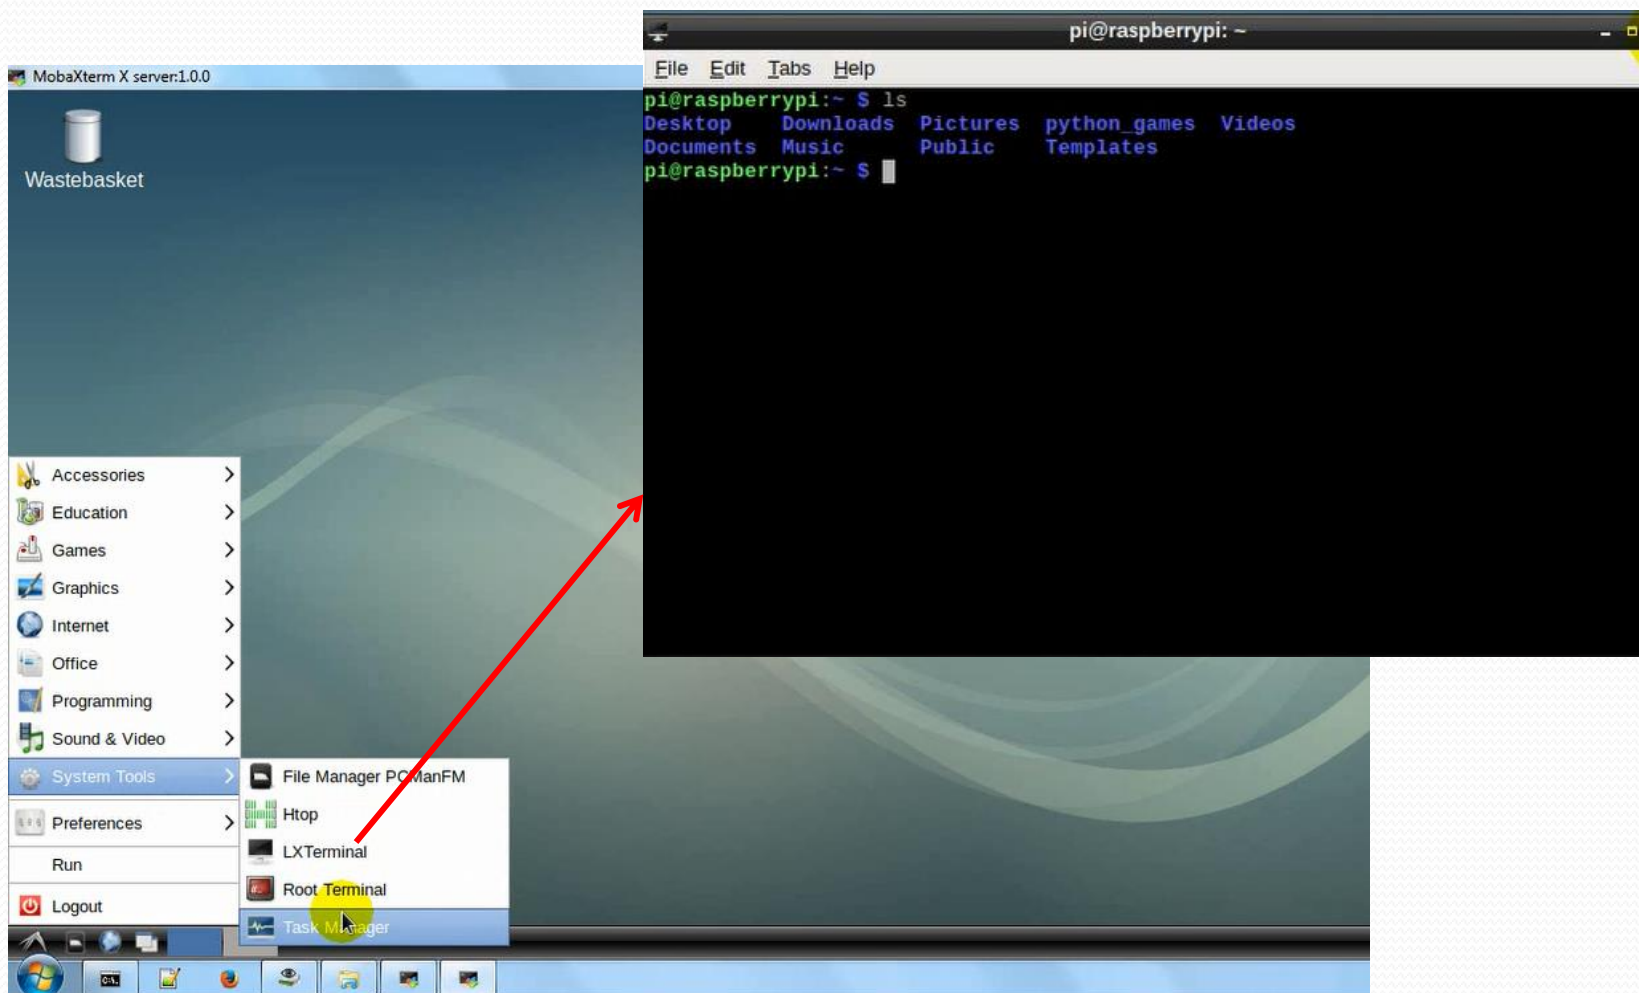 MobaXterm X server:1.0.0
Wastebasket
Accessories
Education
Games
Graphics
Internet
Office
Programming
Sound & Video
System Tools
Preferences
Run
Logout
File Manager PCManFM
Htop
LXTerminal
Root Terminal
Task Manager
pi@raspberrypi: ~
File Edit Tabs Help
pi@raspberrypi:~ $ ls
Desktop Downloads Pictures python_games Videos
Documents Music Public Templates
pi@raspberrypi:~ $
C:\.